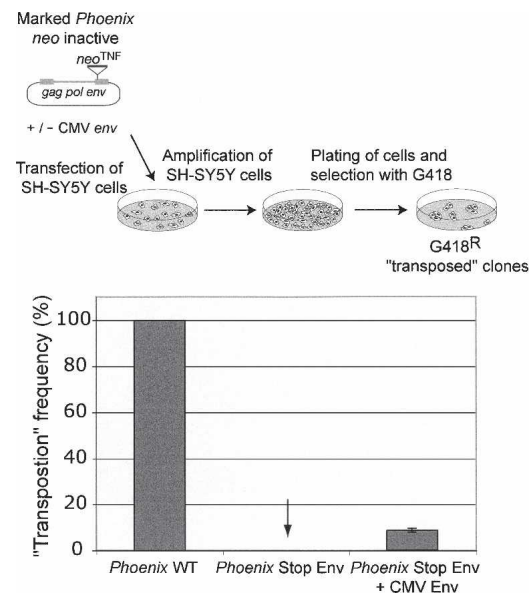 Marked Phoenix
neo inactive
neoTNF
gag pol env
+ / - CMV env
Transfection of
SH-SY5Y cells
Amplification of
SH-SY5Y cells
Plating of cells and
selection with G418
G418R
"transposed" clones
"Transpostion" frequency (%)
100
80
60
40
20
0
Phoenix WT
Phoenix Stop Env
Phoenix Stop Env
+ CMV Env